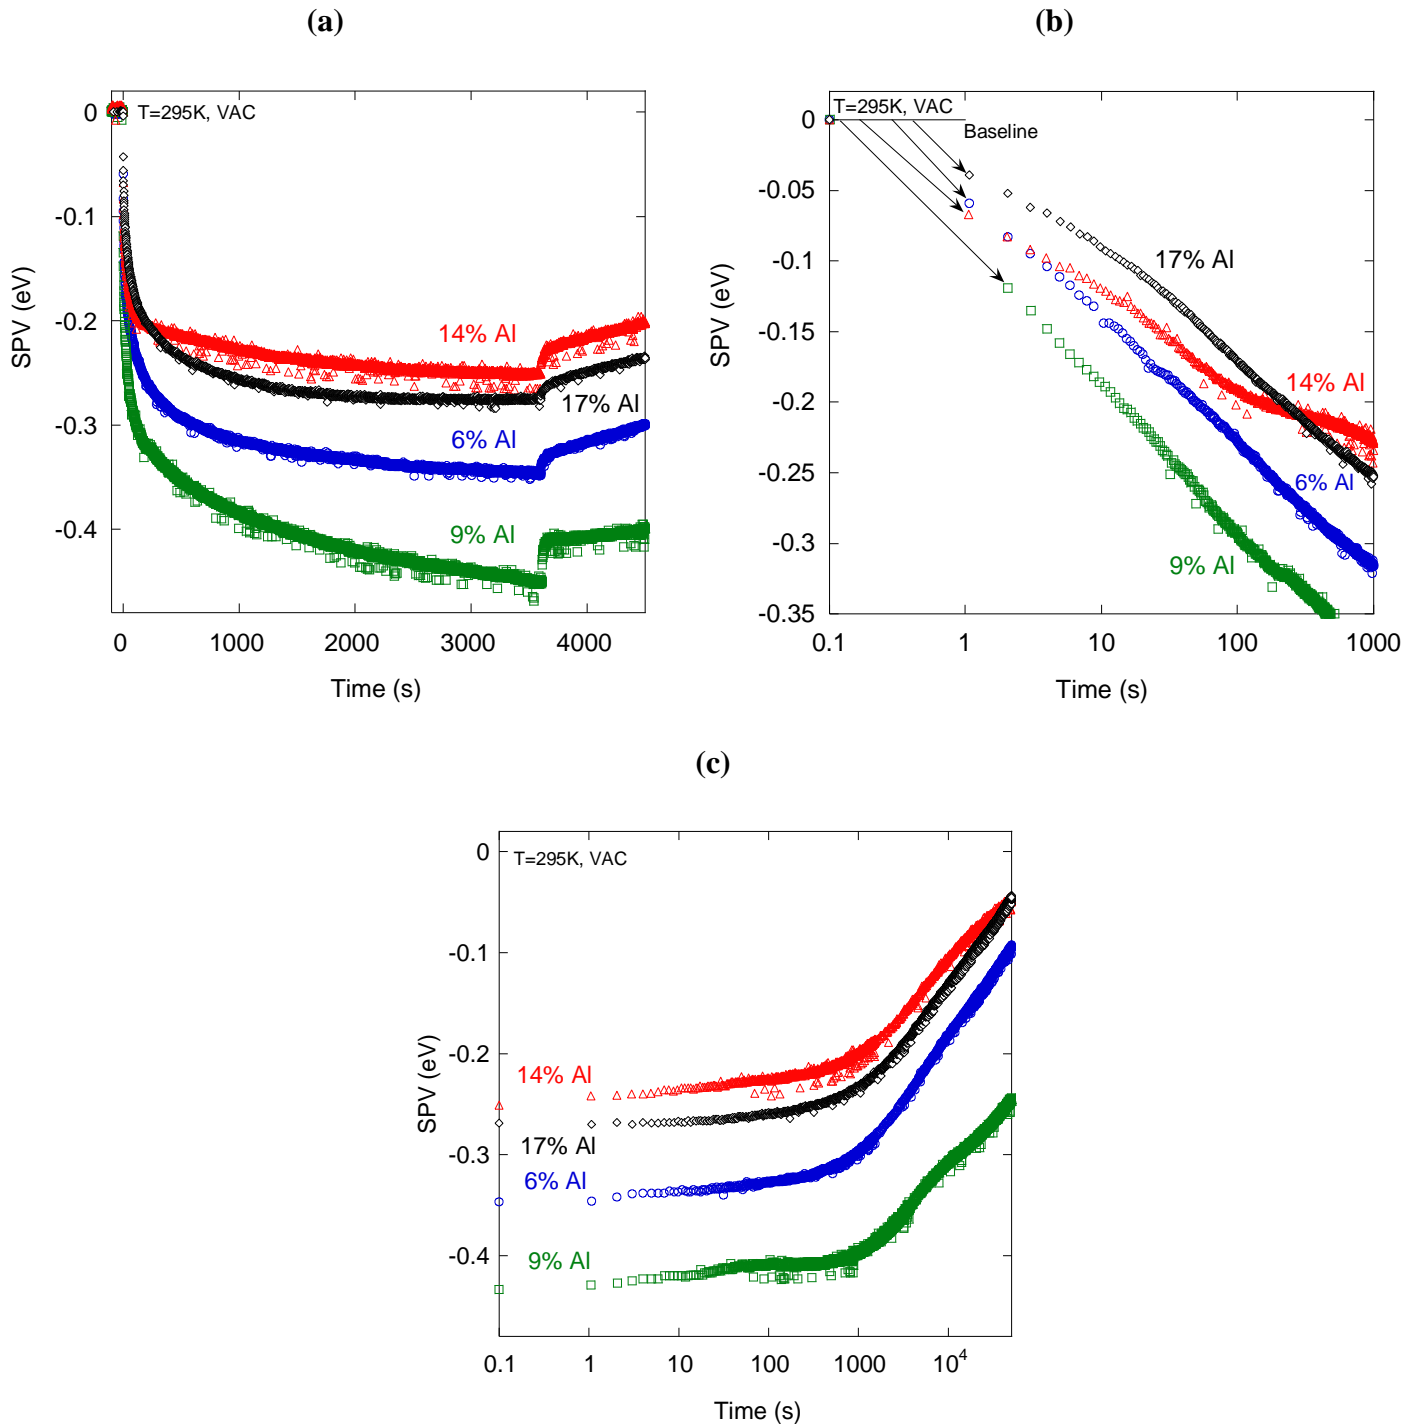 (a)
T=295K, VAC
0
-0.1
-0.2
-0.3
-0.4
SPV (eV)
14% Al
17% Al
6% Al
9% Al
0 1000 2000 3000 4000
Time (s)
(b)
T=295K, VAC
Baseline
0
-0.05
-0.1
-0.15
-0.2
-0.25
-0.3
-0.35
SPV (eV)
17% Al
14% Al
6% Al
9% Al
0.1 1 10 100 1000
Time (s)
(c)
T=295K, VAC
0
-0.1
-0.2
-0.3
-0.4
SPV (eV)
14% Al
17% Al
6% Al
9% Al
0.1 1 10 100 1000 10⁴
Time (s)